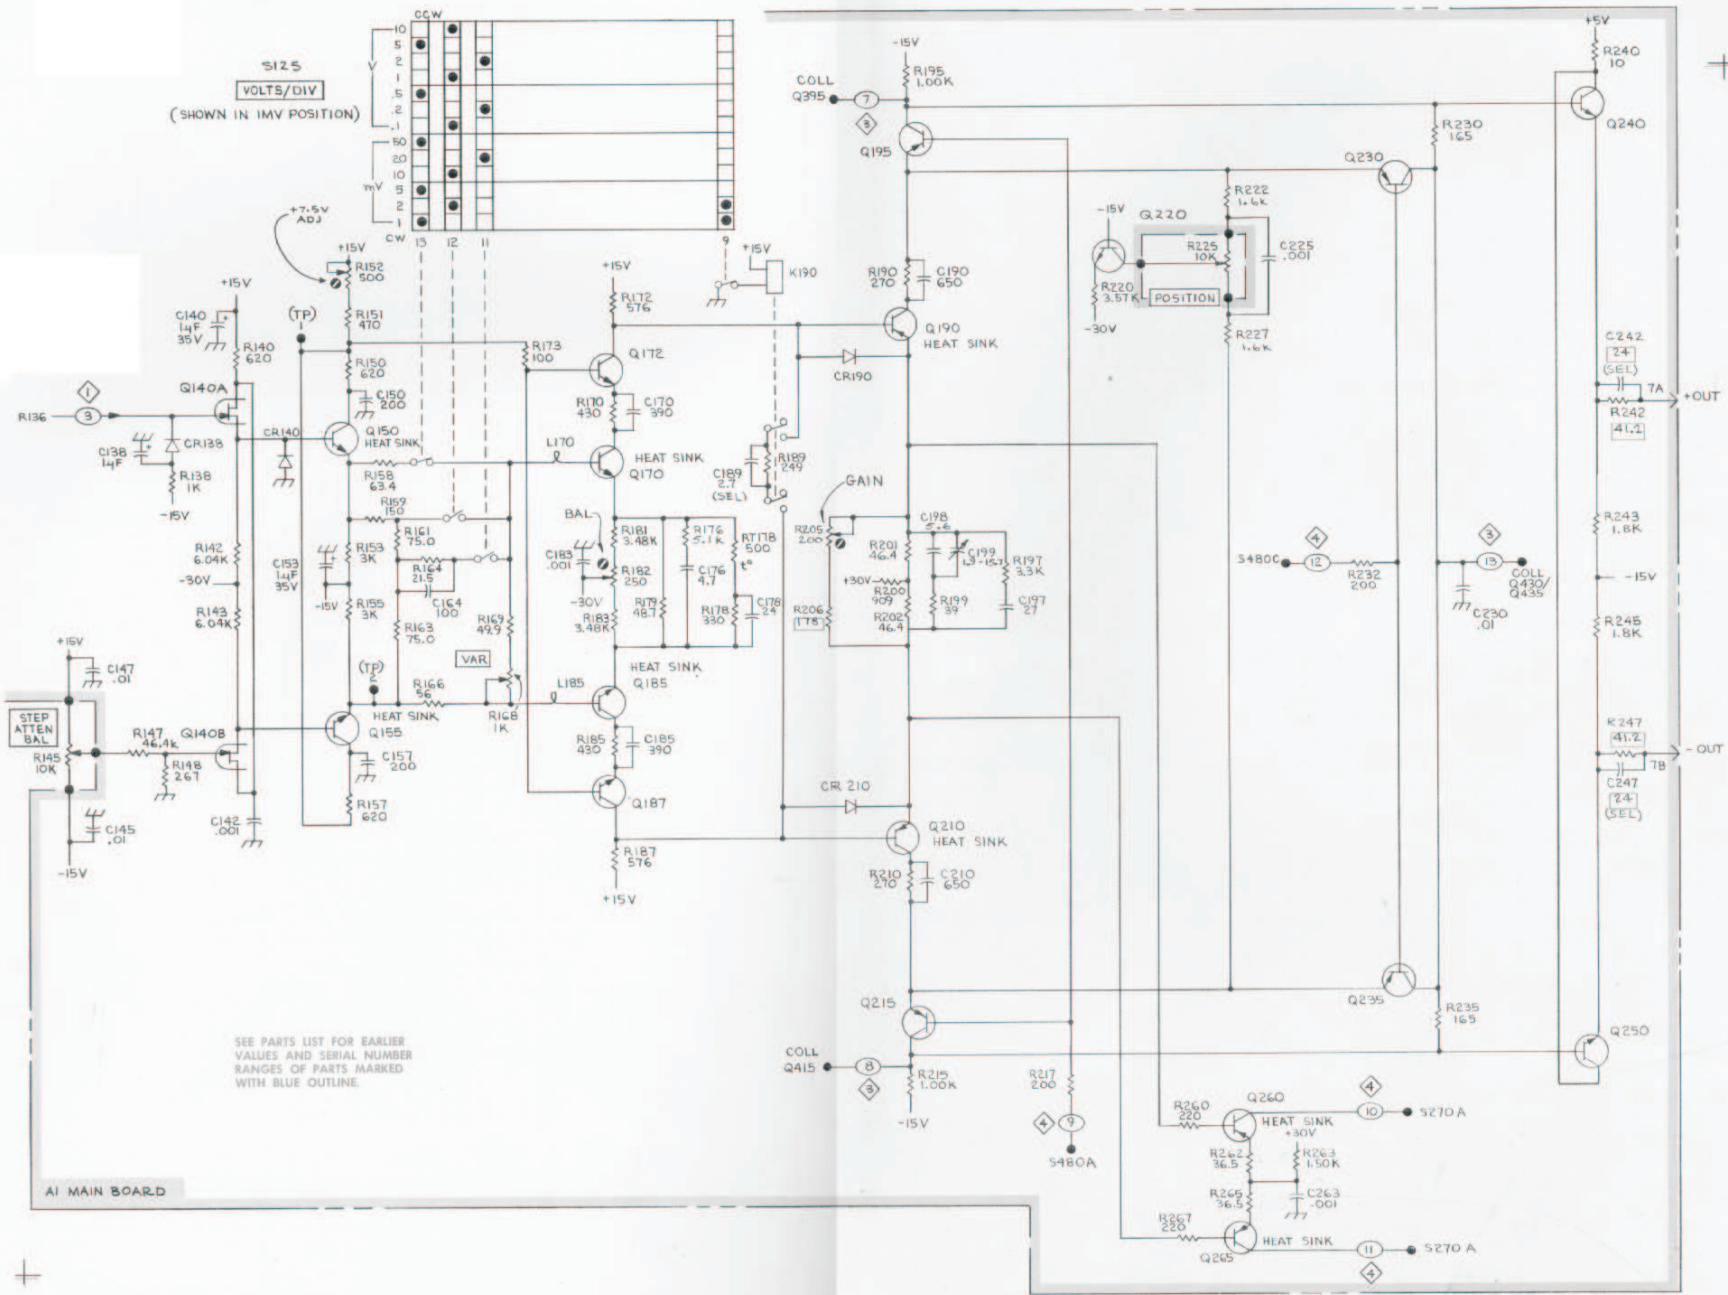 CCW
S125
VOLTS/DIV
(SHOWN IN 1MV POSITION)
V
10
5
2
1
.5
.2
.1
mV
50
20
10
5
2
1
CW 13 12 11 9
+7.5V
ADJ
+15V
R152
500
R151
470
(TP)
1
R150
620
C150
200
+15V
C140
1µF
35V
R140
620
Q140A
R136
3
1
C138
1µF
CR138
R138
1K
-15V
CR140
Q150
HEAT SINK
R158
63.4
R159
150
R161
75.0
R164
21.5
C164
100
R163
75.0
R142
6.04K
-30V
R143
6.04K
C153
1µF
35V
-15V
R153
3K
R155
3K
(TP)
2
HEAT SINK
Q155
R166
56
R169
49.9
VAR
R168
1K
C157
200
R157
620
C142
.001
+15V
C147
.01
STEP
ATTEN
BAL
R145
10K
R147
46.4K
R148
267
Q140B
C145
.01
-15V
+15V
R172
576
R173
100
Q172
R170
430
C170
390
L170
HEAT SINK
Q170
BAL
C183
.001
-30V
R181
3.48K
R182
250
R183
3.48K
R176
5.1K
C176
4.7
R179
48.7
RT178
500
t°
R178
330
C178
24
HEAT SINK
Q185
L185
R185
430
C185
390
Q187
R187
576
+15V
+15V
K190
C189
2.7
(SEL)
R189
249
-15V
R195
1.00K
COLL
Q395
7
3
Q195
R190
270
C190
650
Q190
HEAT SINK
CR190
GAIN
R205
200
R206
178
R201
46.4
+30V
R200
909
R202
46.4
C198
5.6
C199
R199
39
R197
3.3K
C197
27
CR 210
Q210
HEAT SINK
R210
270
C210
650
Q215
COLL
Q415
8
3
R215
1.00K
-15V
R217
200
9
4
S480A
-15V
Q220
R220
3.57K
-30V
R225
10K
POSITION
R222
1.6K
C225
.001
R227
1.6K
Q230
R230
165
S480C
12
4
R232
200
C230
.01
13
3
COLL
Q430/
Q435
Q235
R235
165
R260
220
Q260
HEAT SINK
+30V
R262
36.5
R263
1.50K
R265
36.5
C263
.001
R267
220
Q265
HEAT SINK
10
4
S270A
11
4
S270A
+5V
R240
10
Q240
C242
24
(SEL)
7A
+OUT
R242
41.2
R243
1.8K
-15V
R245
1.8K
R247
41.2
- OUT
7B
C247
24
(SEL)
Q250
SEE PARTS LIST FOR EARLIER
VALUES AND SERIAL NUMBER
RANGES OF PARTS MARKED
WITH BLUE OUTLINE.
A1 MAIN BOARD